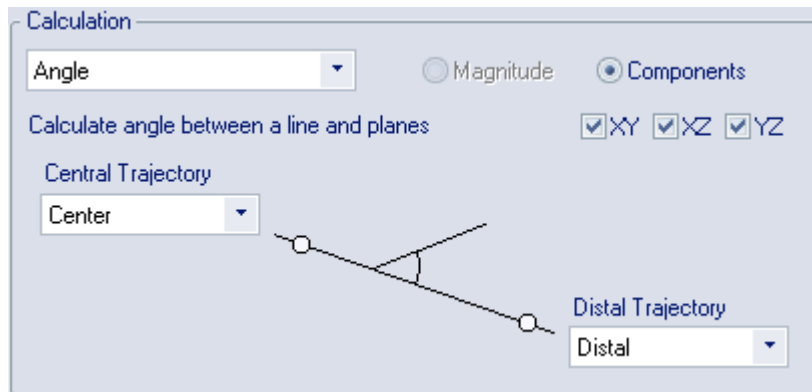 Calculation
Angle Magnitude Components
Calculate angle between a line and planes XY XZ YZ
Central Trajectory
Center
Distal Trajectory
Distal